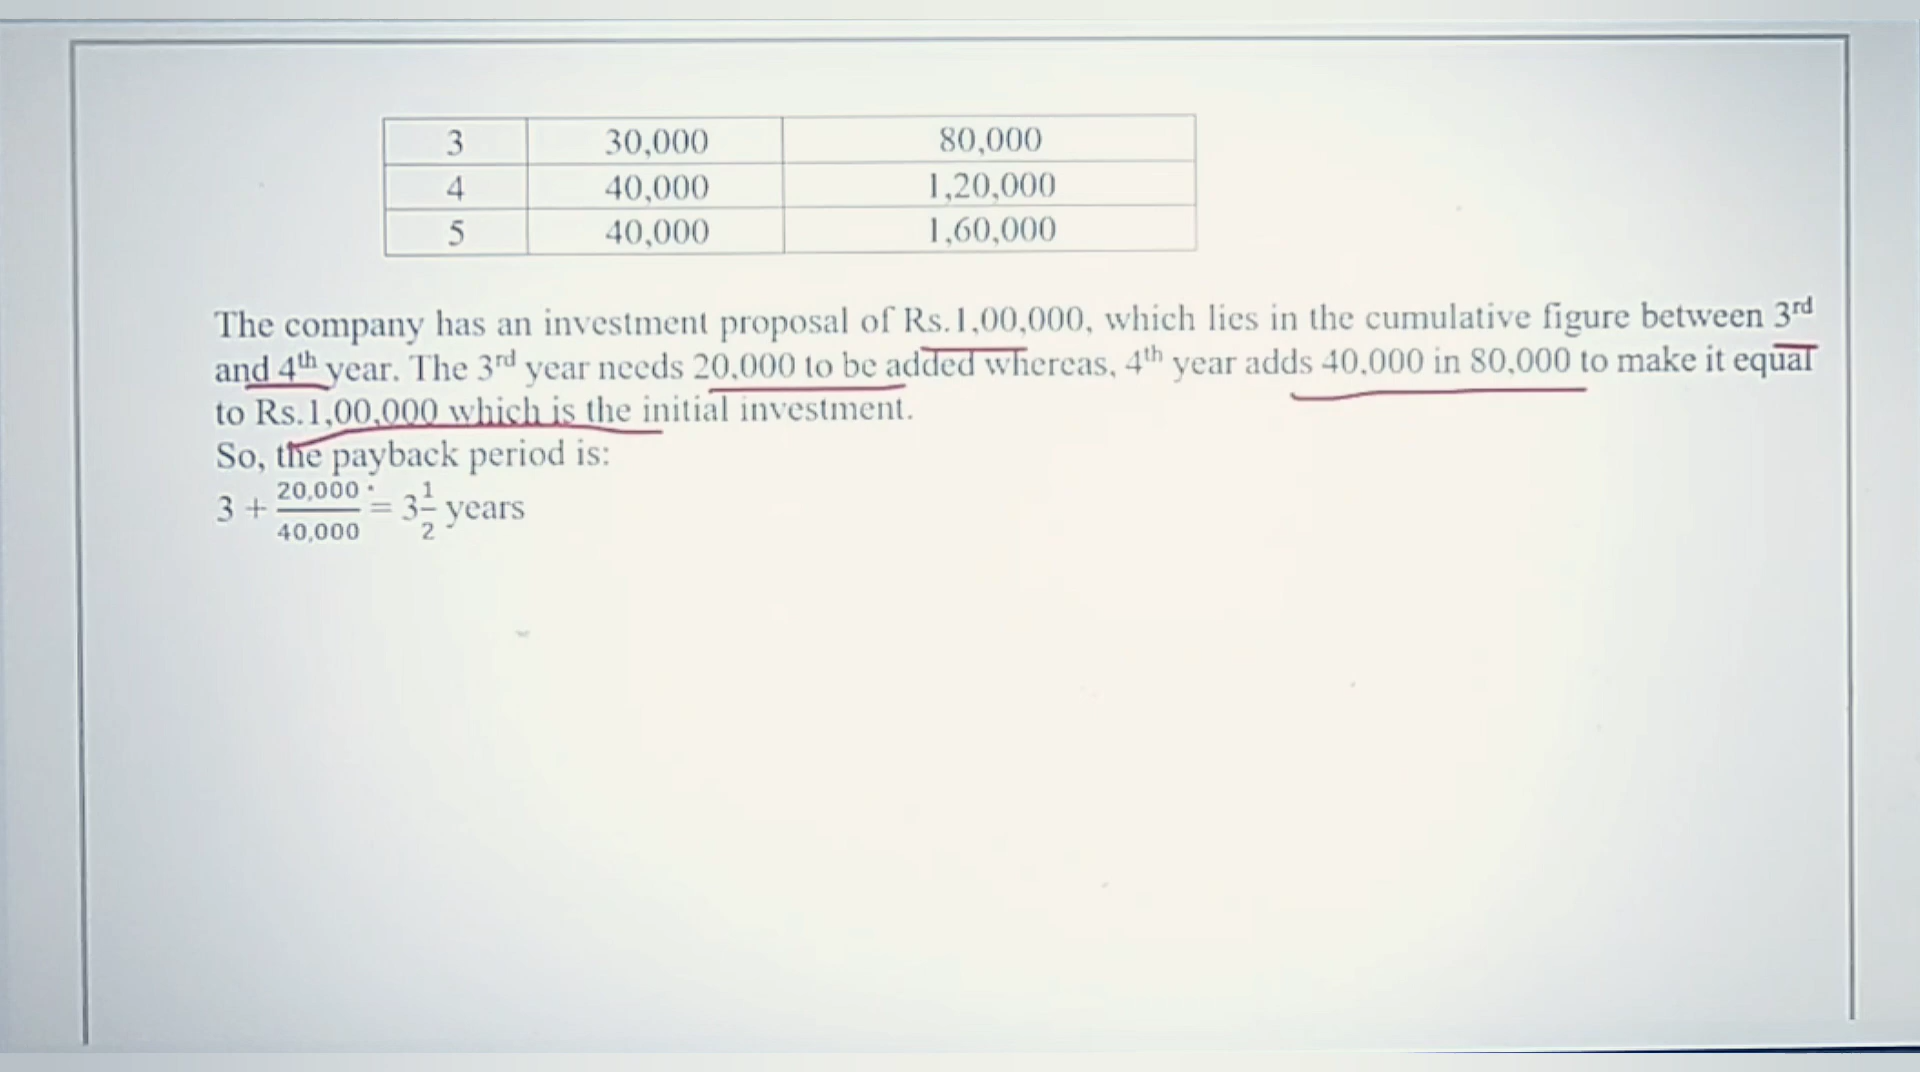 3 30,000 80,000
4 40,000 1,20,000
5 40,000 1,60,000
The company has an investment proposal of Rs.1,00,000, which lies in the cumulative figure between 3rd
and 4th year. The 3rd year needs 20,000 to be added whereas, 4th year adds 40,000 in 80,000 to make it equal
to Rs.1,00,000 which is the initial investment.
So, the payback period is:
3 + 20,000/40,000 = 3 1/2 years